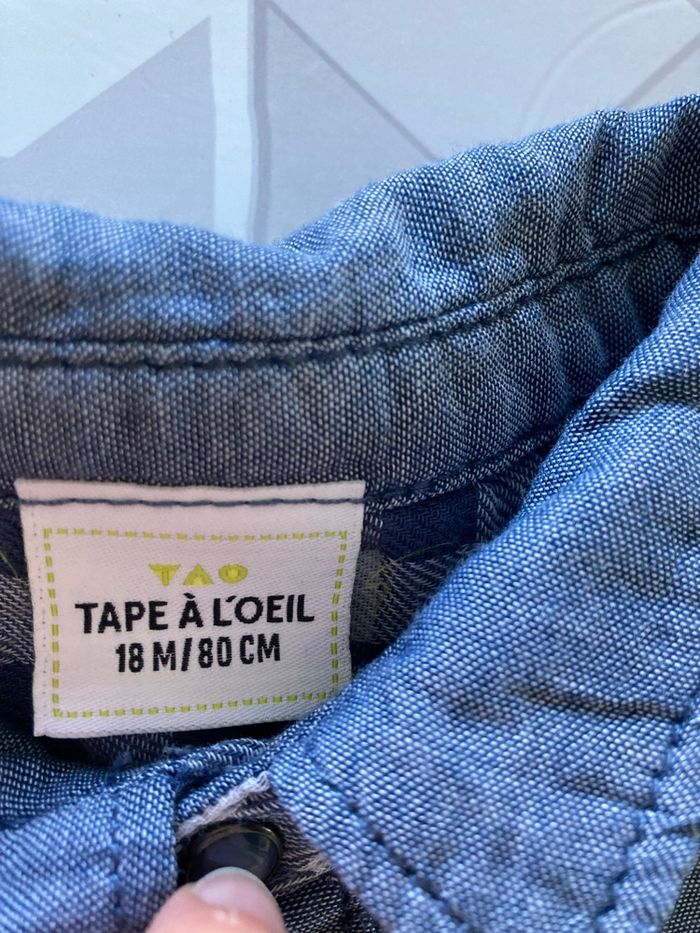 TAO
TAPE À L'OEIL
18 M/80 CM